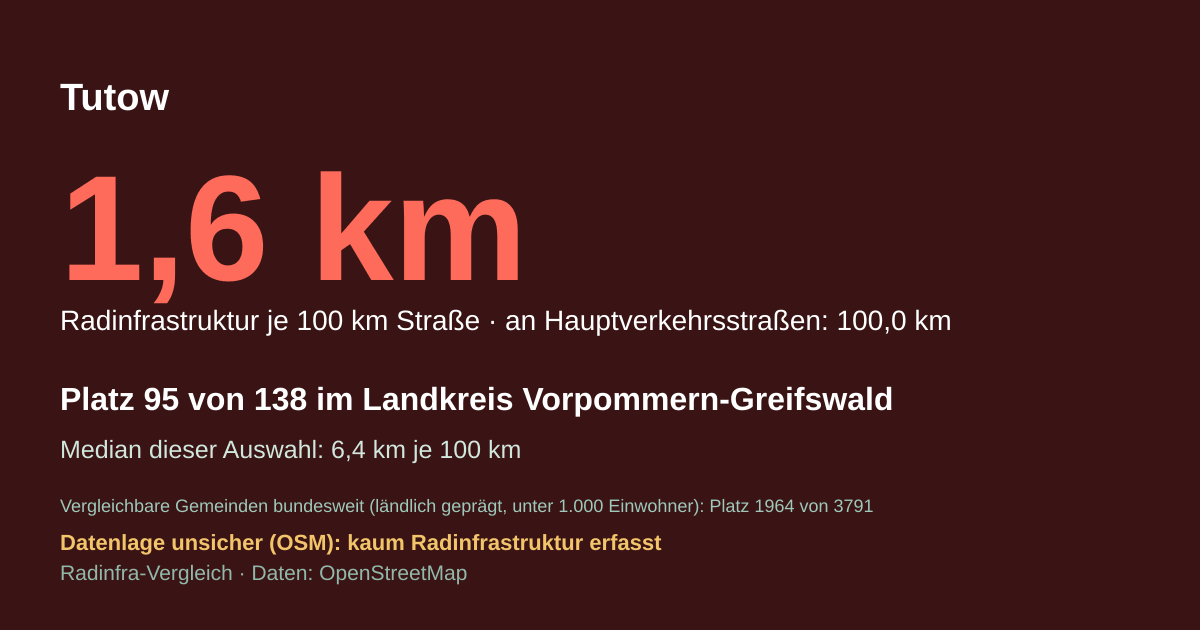 Tutow
1,6 km
Radinfrastruktur je 100 km Straße · an Hauptverkehrsstraßen: 100,0 km
Platz 95 von 138 im Landkreis Vorpommern-Greifswald
Median dieser Auswahl: 6,4 km je 100 km
Vergleichbare Gemeinden bundesweit (ländlich geprägt, unter 1.000 Einwohner): Platz 1964 von 3791
Datenlage unsicher (OSM): kaum Radinfrastruktur erfasst
Radinfra-Vergleich · Daten: OpenStreetMap